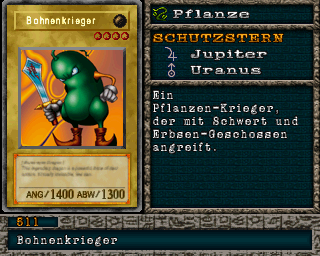 Bohnenkrieger
Pflanze
SCHUTZSTERN
Jupiter
Uranus
Ein
Pflanzen-Krieger,
der mit Schwert und
Erbsen-Geschossen
angreift.
ANG/1400 ABW/1300
511
Bohnenkrieger